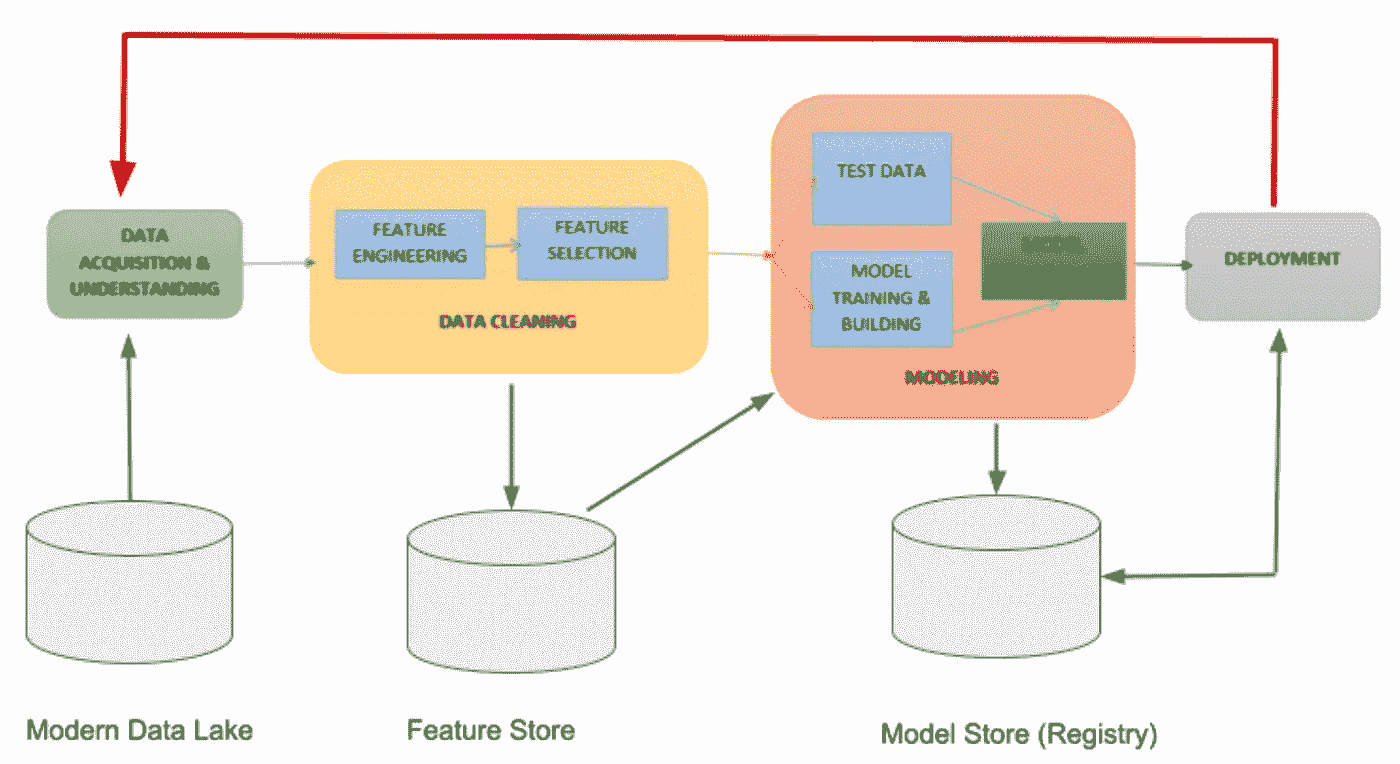 DATA
ACQUISITION &
UNDERSTANDING
FEATURE
ENGINEERING
FEATURE
SELECTION
DATA CLEANING
TEST DATA
MODEL
TRAINING &
BUILDING
MODELING
DEPLOYMENT
Modern Data Lake
Feature Store
Model Store (Registry)